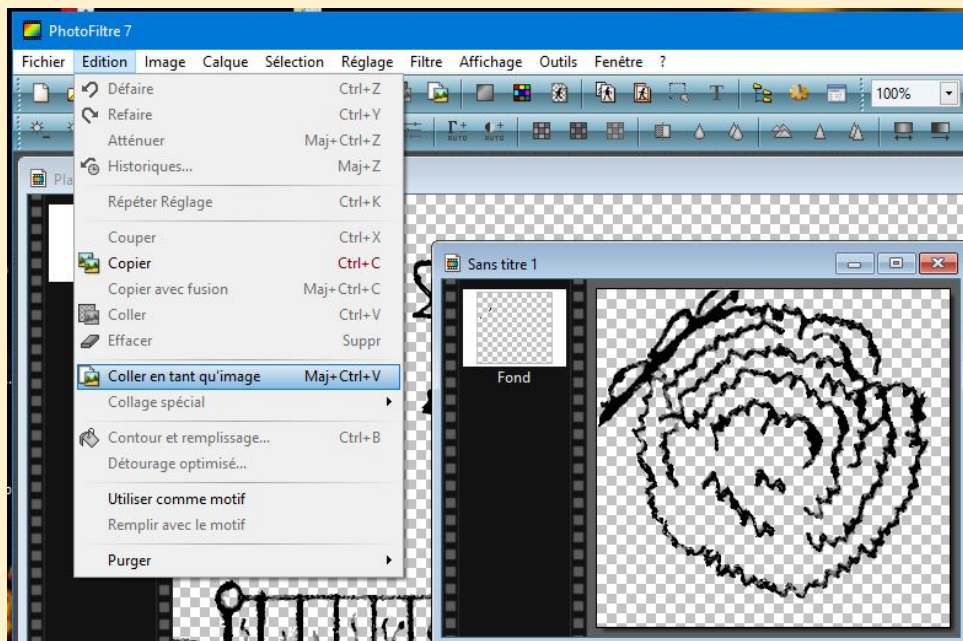 PhotoFiltre 7
Fichier Edition Image Calque Sélection Réglage Filtre Affichage Outils Fenêtre ?
100%
Défaire Ctrl+Z
Refaire Ctrl+Y
Atténuer Maj+Ctrl+Z
Historiques... Maj+Z
Répéter Réglage Ctrl+K
Couper Ctrl+X
Copier Ctrl+C
Copier avec fusion Maj+Ctrl+C
Coller Ctrl+V
Effacer Suppr
Coller en tant qu'image Maj+Ctrl+V
Collage spécial
Contour et remplissage... Ctrl+B
Détourage optimisé...
Utiliser comme motif
Remplir avec le motif
Purger
Sans titre 1
Fond